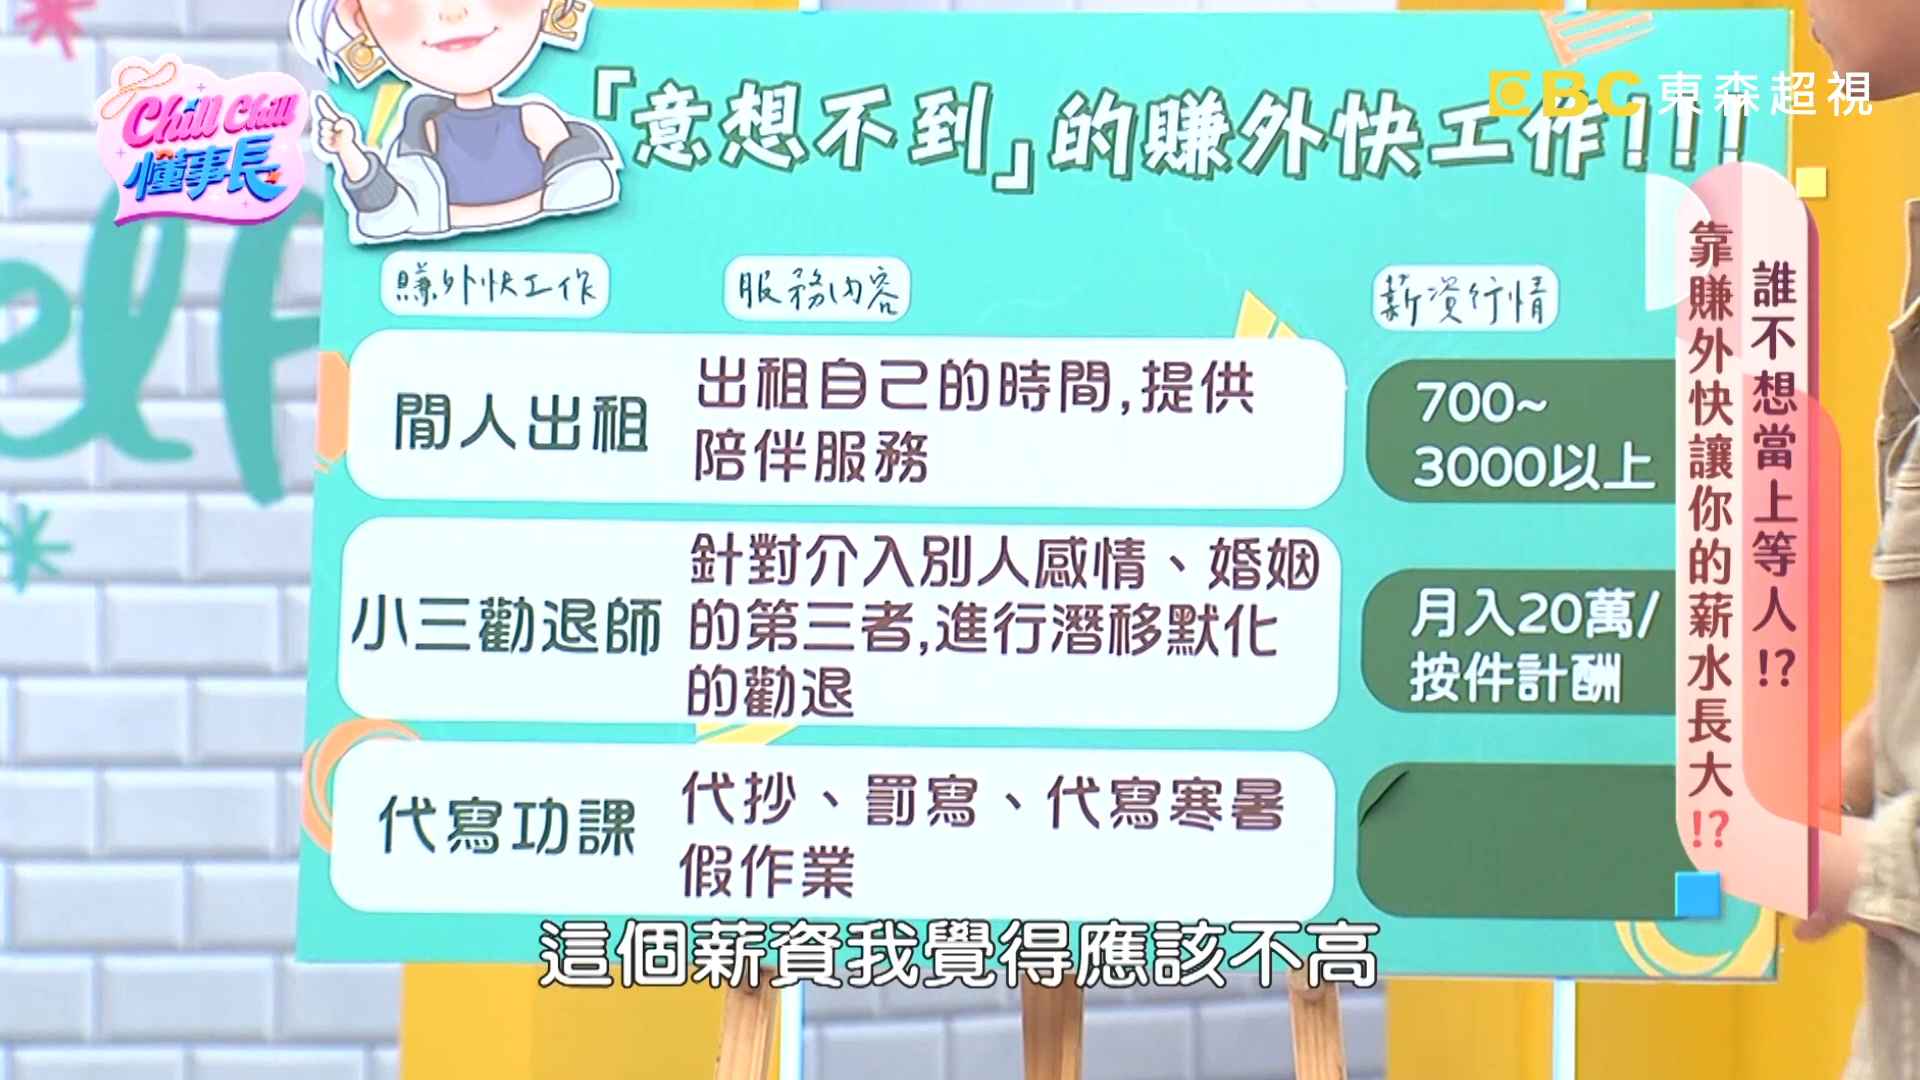 Chill Chill
懂事長
EBC 東森超視
「意想不到」的賺外快工作!!!
賺外快工作
服務內容
薪資行情
閒人出租
出租自己的時間,提供
陪伴服務
700~
3000以上
小三勸退師
針對介入別人感情、婚姻
的第三者,進行潛移默化
的勸退
月入20萬/
按件計酬
代寫功課
代抄、罰寫、代寫寒暑
假作業
誰不想當上等人!?
靠賺外快讓你的薪水長大!?
這個薪資我覺得應該不高
elf